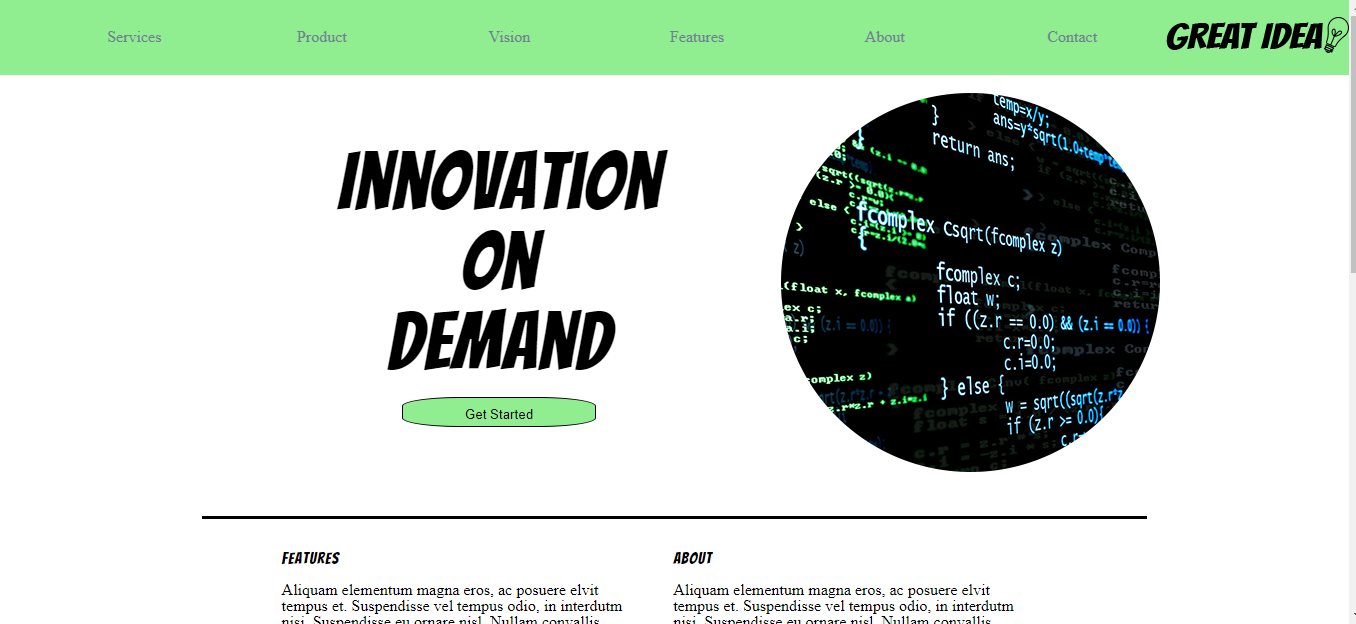 Services Product Vision Features About Contact GREAT IDEA
INNOVATION
ON
DEMAND
Get Started
temp=x/y;
ans=y*sqrt(1.0+temp*tem
}
return ans;
}
fcomplex Csqrt(fcomplex z)
{
fcomplex c;
float w;
if ((z.r == 0.0) && (z.i == 0.0)) {
c.r=0.0;
c.i=0.0;
} else {
w = sqrt((sqrt(z.r*z
if (z.r >= 0.0){
FEATURES
Aliquam elementum magna eros, ac posuere elvit
tempus et. Suspendisse vel tempus odio, in interdutm
nisi. Suspendisse eu ornare nisl. Nullam convallis
ABOUT
Aliquam elementum magna eros, ac posuere elvit
tempus et. Suspendisse vel tempus odio, in interdutm
nisi. Suspendisse eu ornare nisl. Nullam convallis